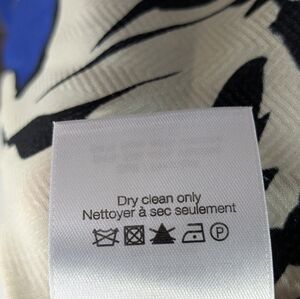 Dry clean only
Nettoyer à sec seulement
P